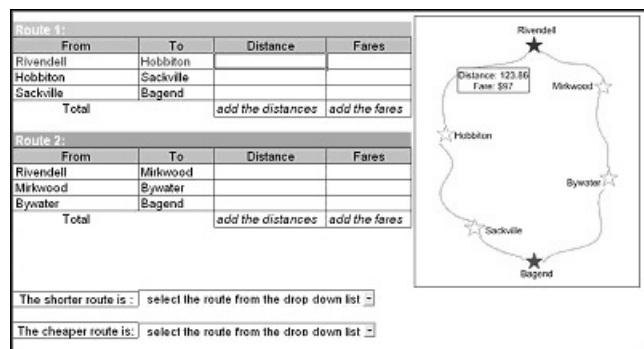 Route 1:
From To Distance Fares
Rivendell Hobbiton
Hobbiton Sackville
Sackville Bagend
Total add the distances add the fares
Route 2:
From To Distance Fares
Rivendell Mirkwood
Mirkwood Bywater
Bywater Bagend
Total add the distances add the fares
The shorter route is : select the route from the drop down list
The cheaper route is: select the route from the drop down list
Rivendell
Distance: 123.86
Fare: $97
Mirkwood
Hobbiton
Bywater
Sackville
Bagend